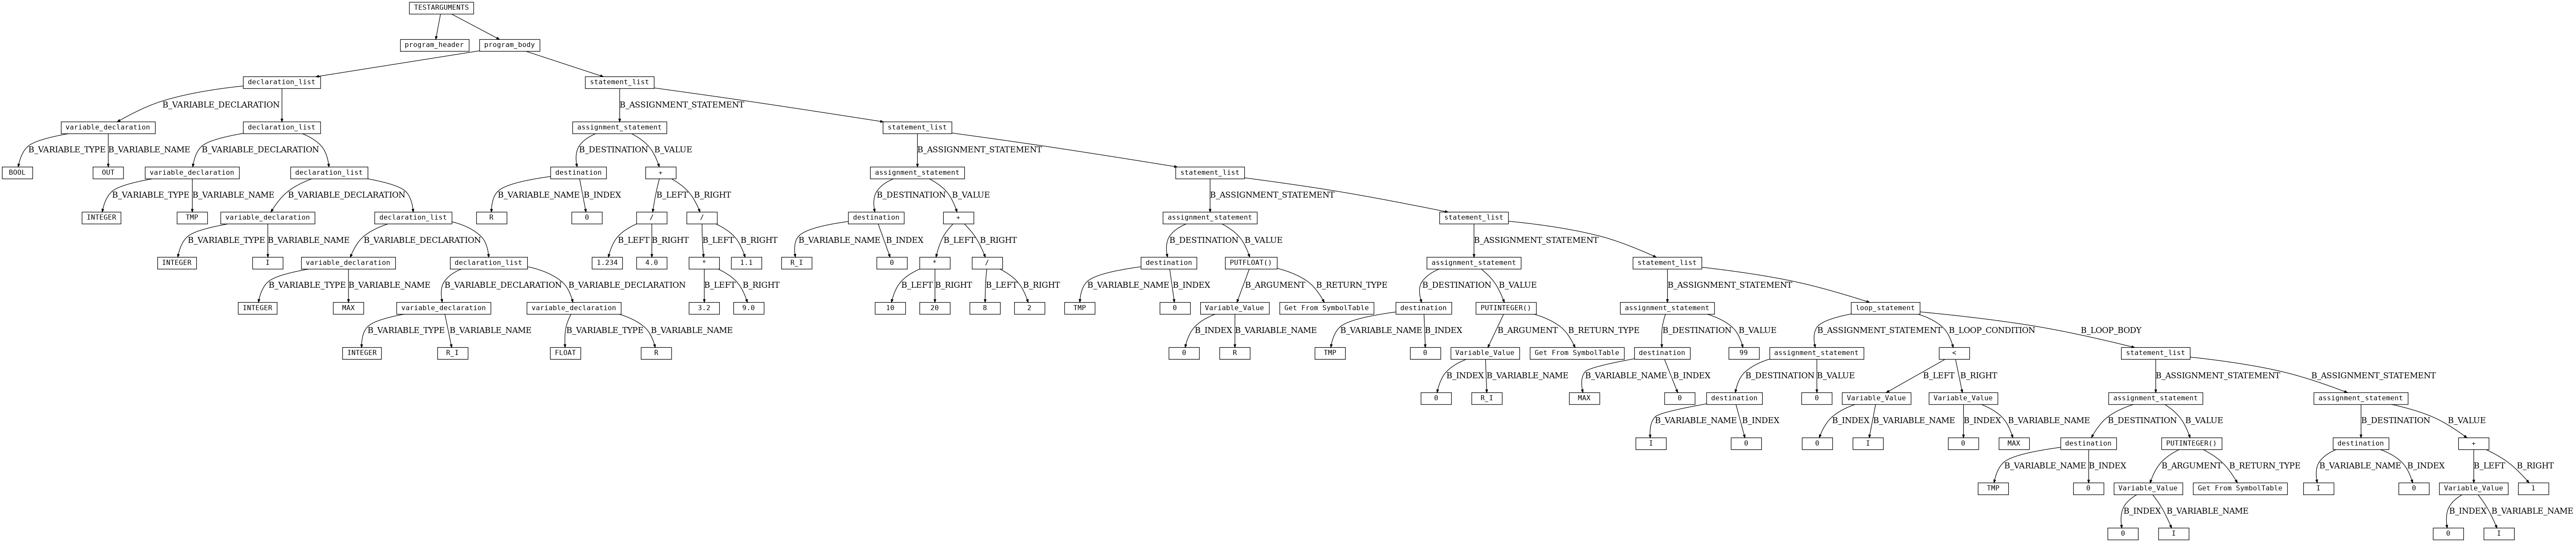 TESTARGUMENTS
program_header program_body
declaration_list statement_list
B_VARIABLE_DECLARATION B_ASSIGNMENT_STATEMENT
variable_declaration declaration_list assignment_statement statement_list
B_VARIABLE_TYPE B_VARIABLE_NAME B_VARIABLE_DECLARATION B_DESTINATION B_VALUE B_ASSIGNMENT_STATEMENT
BOOL OUT variable_declaration declaration_list destination + assignment_statement statement_list
B_VARIABLE_TYPE B_VARIABLE_NAME B_VARIABLE_DECLARATION B_VARIABLE_NAME B_INDEX B_LEFT B_RIGHT B_DESTINATION B_VALUE B_ASSIGNMENT_STATEMENT
INTEGER TMP variable_declaration declaration_list R 0 / / destination + assignment_statement statement_list
B_VARIABLE_TYPE B_VARIABLE_NAME B_VARIABLE_DECLARATION B_LEFT B_RIGHT B_LEFT B_RIGHT B_VARIABLE_NAME B_INDEX B_LEFT B_RIGHT B_DESTINATION B_VALUE B_ASSIGNMENT_STATEMENT
INTEGER I variable_declaration declaration_list 1.234 4.0 * 1.1 R_I 0 * / destination PUTFLOAT() assignment_statement statement_list
B_VARIABLE_TYPE B_VARIABLE_NAME B_VARIABLE_DECLARATION B_VARIABLE_DECLARATION B_LEFT B_RIGHT B_LEFT B_RIGHT B_LEFT B_RIGHT B_VARIABLE_NAME B_INDEX B_ARGUMENT B_RETURN_TYPE B_DESTINATION B_VALUE B_ASSIGNMENT_STATEMENT
INTEGER MAX variable_declaration variable_declaration 3.2 9.0 10 20 8 2 TMP 0 Variable_Value Get From SymbolTable destination PUTINTEGER() assignment_statement loop_statement
B_VARIABLE_TYPE B_VARIABLE_NAME B_VARIABLE_TYPE B_VARIABLE_NAME B_INDEX B_VARIABLE_NAME B_VARIABLE_NAME B_INDEX B_ARGUMENT B_RETURN_TYPE B_DESTINATION B_VALUE B_ASSIGNMENT_STATEMENT B_LOOP_CONDITION B_LOOP_BODY
INTEGER R_I FLOAT R 0 R TMP 0 Variable_Value Get From SymbolTable destination 99 assignment_statement < statement_list
B_INDEX B_VARIABLE_NAME B_VARIABLE_NAME B_INDEX B_DESTINATION B_VALUE B_LEFT B_RIGHT B_ASSIGNMENT_STATEMENT B_ASSIGNMENT_STATEMENT
0 R_I MAX 0 destination 0 Variable_Value Variable_Value assignment_statement assignment_statement
B_VARIABLE_NAME B_INDEX B_INDEX B_VARIABLE_NAME B_INDEX B_VARIABLE_NAME B_DESTINATION B_VALUE B_DESTINATION B_VALUE
I 0 0 I 0 MAX destination PUTINTEGER() destination +
B_VARIABLE_NAME B_INDEX B_ARGUMENT B_RETURN_TYPE B_VARIABLE_NAME B_INDEX B_LEFT B_RIGHT
TMP 0 Variable_Value Get From SymbolTable I 0 Variable_Value 1
B_INDEX B_VARIABLE_NAME B_INDEX B_VARIABLE_NAME
0 I 0 I